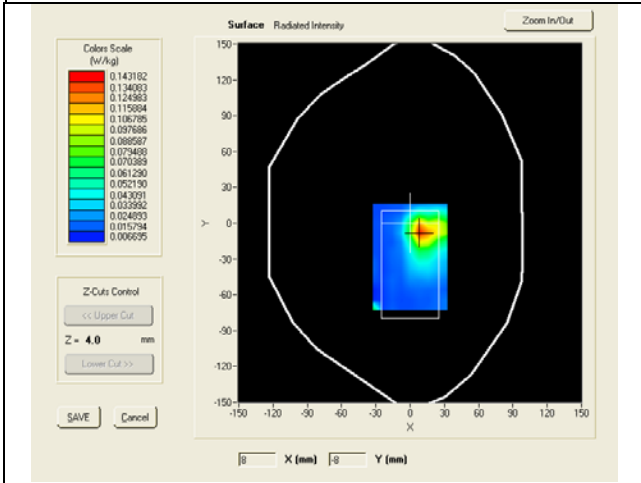 Surface Radiated Intensity
Zoom In/Out
Colors Scale
(W/kg)
0.143182
0.134083
0.124983
0.115884
0.106785
0.097686
0.088587
0.079488
0.070389
0.061290
0.052190
0.043091
0.033992
0.024893
0.015794
0.006695
Z-Cuts Control
<< Upper Cut
Z = 4.0 mm
Lower Cut >>
SAVE Cancel
150
120
90
60
30
0
-30
-60
-90
-120
-150
Y
-150 -120 -90 -60 -30 0 30 60 90 120 150
X
8 X (mm) -8 Y (mm)